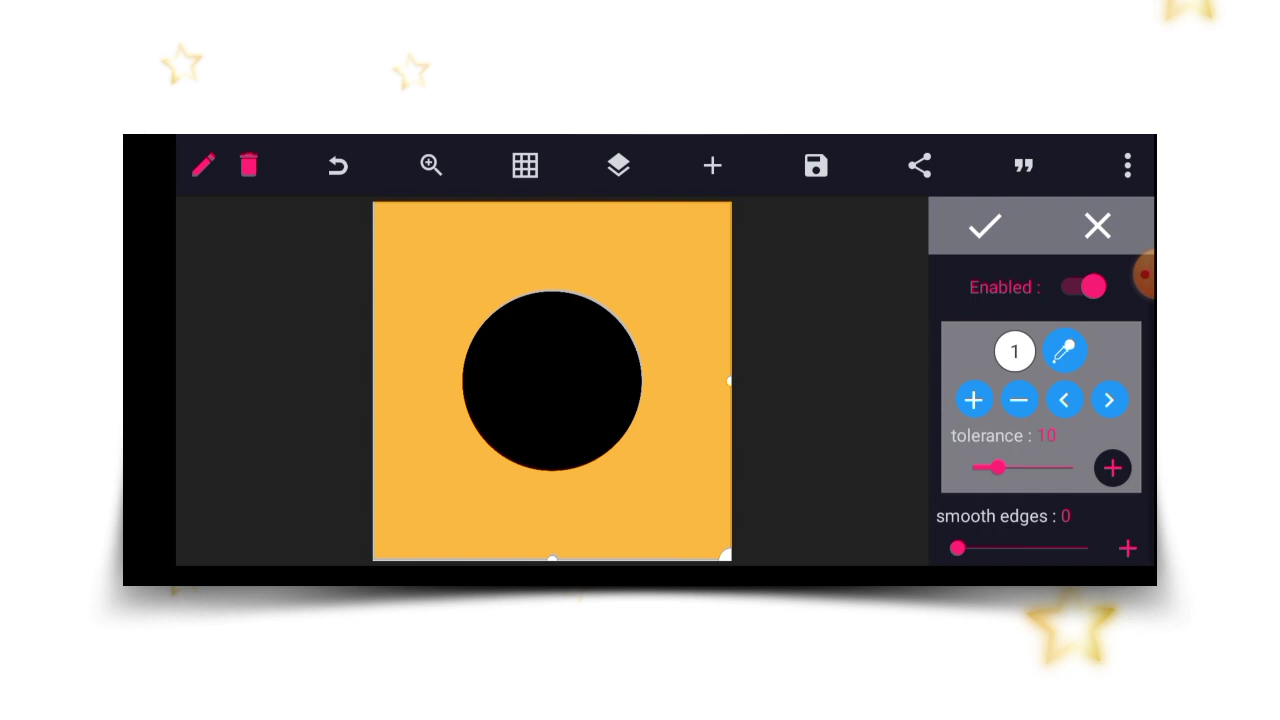 Enabled :
1
tolerance : 10
smooth edges : 0